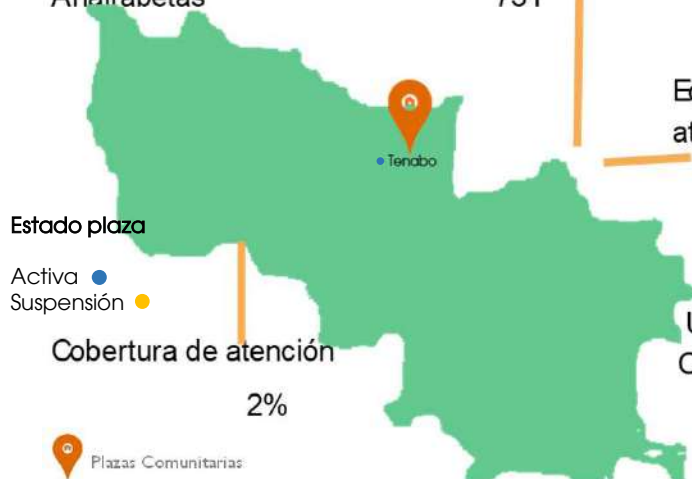 Tenabo
Estado plaza
Activa
Suspensión
Cobertura de atención
2%
Plazas Comunitarias